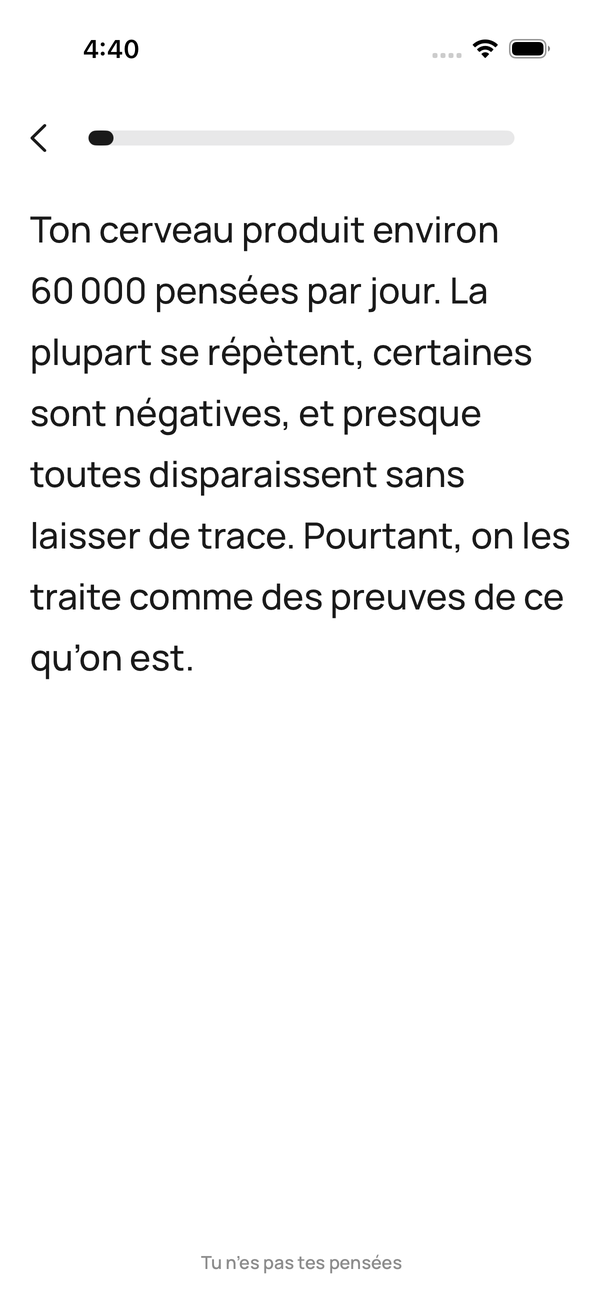 4:40
Ton cerveau produit environ
60 000 pensées par jour. La
plupart se répètent, certaines
sont négatives, et presque
toutes disparaissent sans
laisser de trace. Pourtant, on les
traite comme des preuves de ce
qu’on est.
Tu n’es pas tes pensées